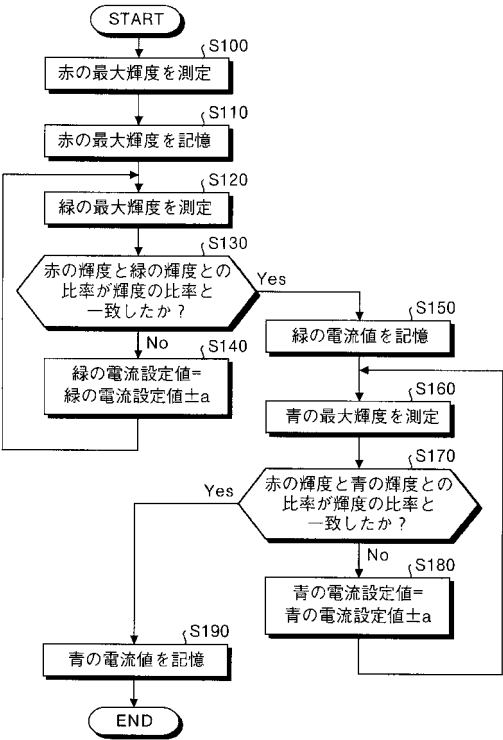 START
S100
赤の最大輝度を測定
S110
赤の最大輝度を記憶
S120
緑の最大輝度を測定
S130
赤の輝度と緑の輝度との
比率が輝度の比率と
一致したか？
Yes
No
S140
緑の電流設定値=
緑の電流設定値±a
S150
緑の電流値を記憶
S160
青の最大輝度を測定
S170
赤の輝度と青の輝度との
比率が輝度の比率と
一致したか？
Yes
No
S180
青の電流設定値=
青の電流設定値±a
S190
青の電流値を記憶
END